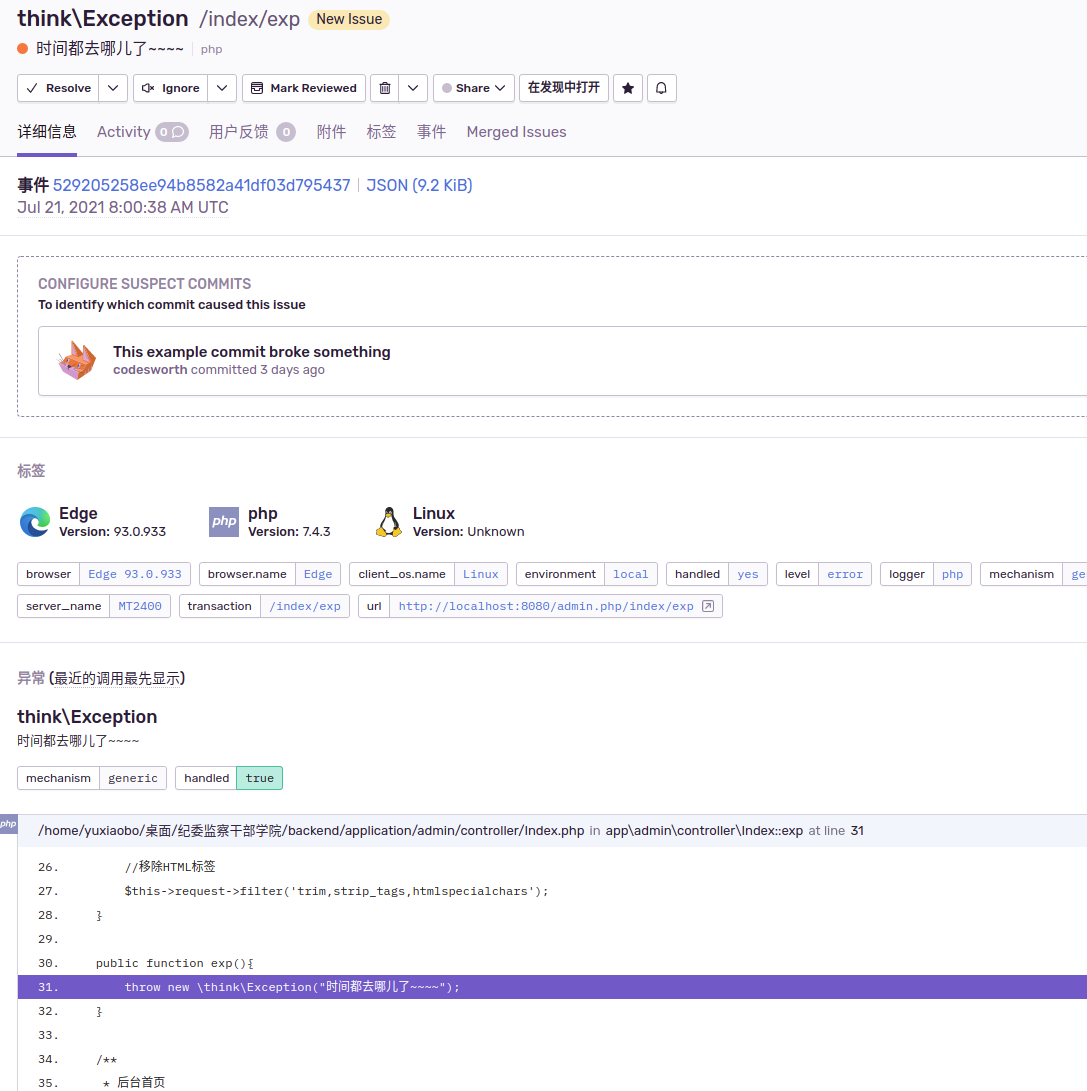 think\Exception /index/exp New Issue
时间都去哪儿了~~~~ php
Resolve Ignore Mark Reviewed Share 在发现中打开
详细信息 Activity 0 用户反馈 0 附件 标签 事件 Merged Issues
事件 529205258ee94b8582a41df03d795437 JSON (9.2 KiB)
Jul 21, 2021 8:00:38 AM UTC
CONFIGURE SUSPECT COMMITS
To identify which commit caused this issue
This example commit broke something
codesworth committed 3 days ago
标签
Edge php php Linux
Version: 93.0.933 Version: 7.4.3 Version: Unknown
browser Edge 93.0.933 browser.name Edge client_os.name Linux environment local handled yes level error logger php mechanism ge
server_name MT2400 transaction /index/exp url http://localhost:8080/admin.php/index/exp
异常 (最近的调用最先显示)
think\Exception
时间都去哪儿了~~~~
mechanism generic handled true
php /home/yuxiaobo/桌面/纪委监察干部学院/backend/application/admin/controller/Index.php in app\admin\controller\Index::exp at line 31
26. //移除HTML标签
27. $this->request->filter('trim,strip_tags,htmlspecialchars');
28. }
29.
30. public function exp(){
31. throw new \think\Exception("时间都去哪儿了~~~~");
32. }
33.
34. /**
35. * 后台首页